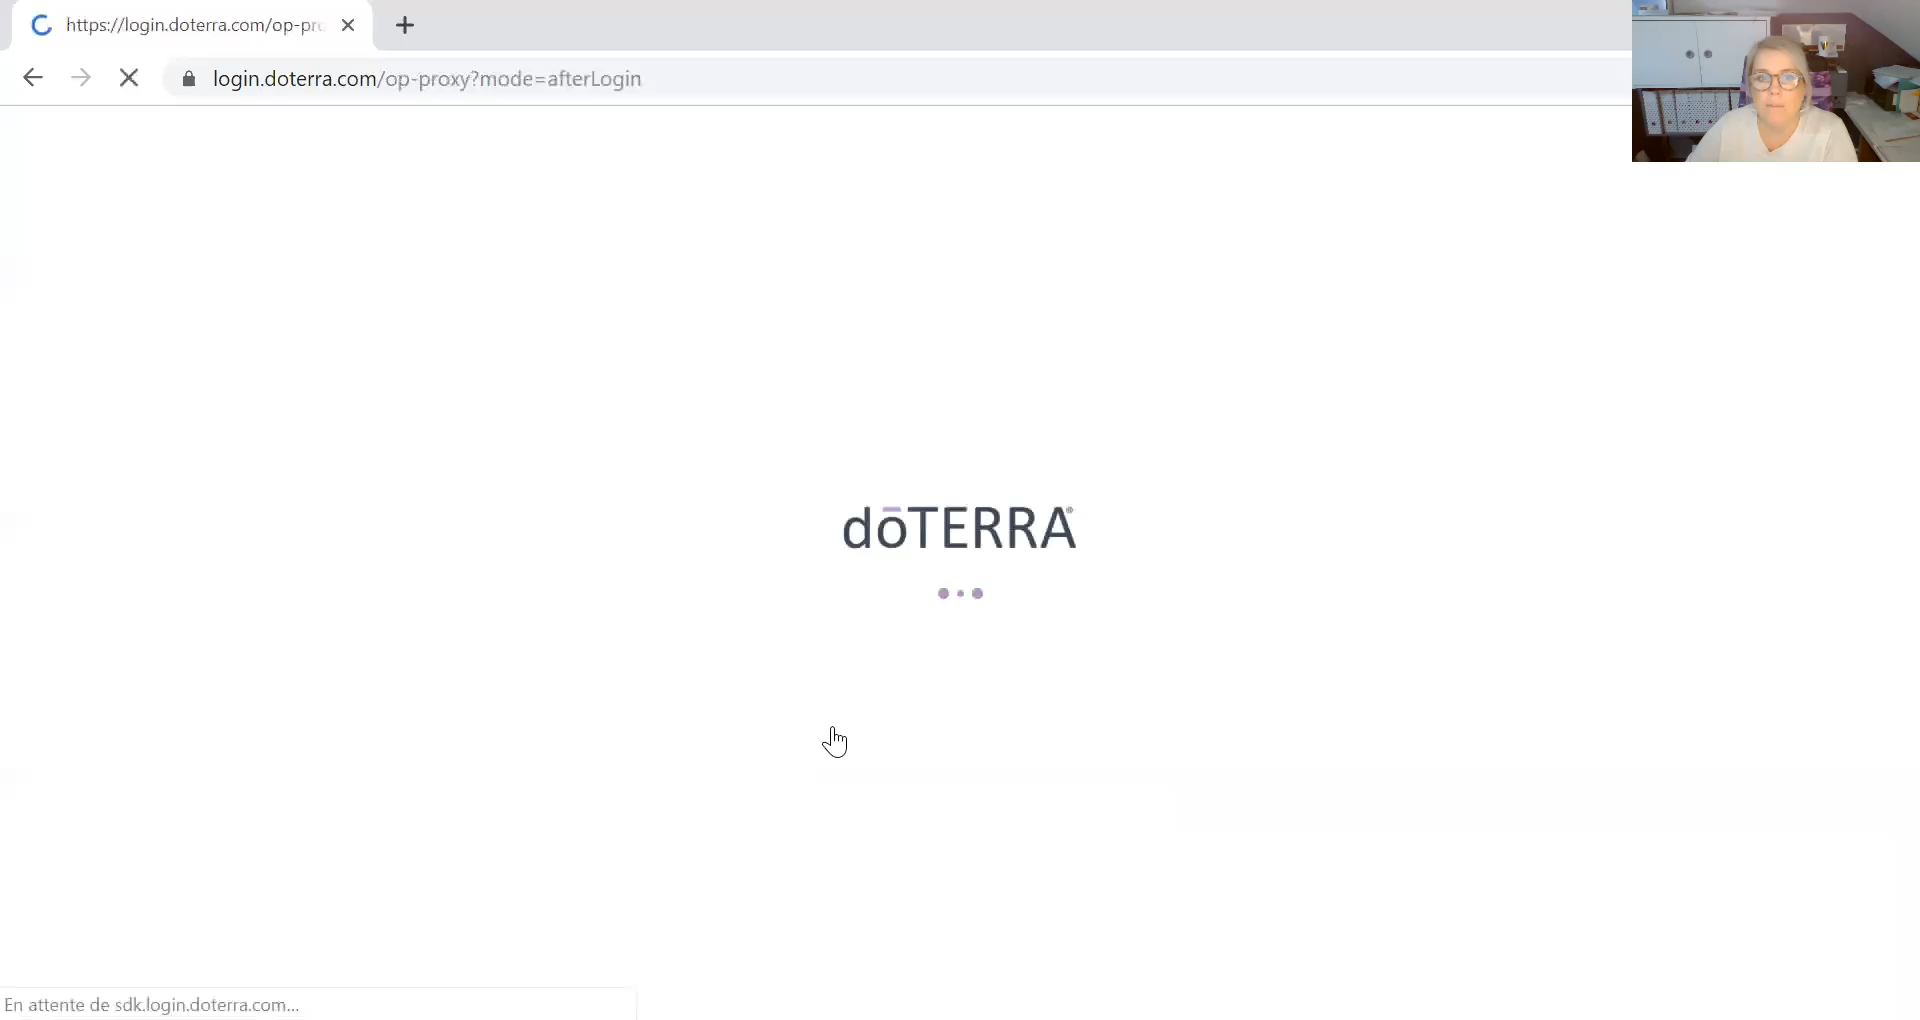 https://login.doterra.com/op-pro
login.doterra.com/op-proxy?mode=afterLogin
dōTERRA®
En attente de sdk.login.doterra.com...